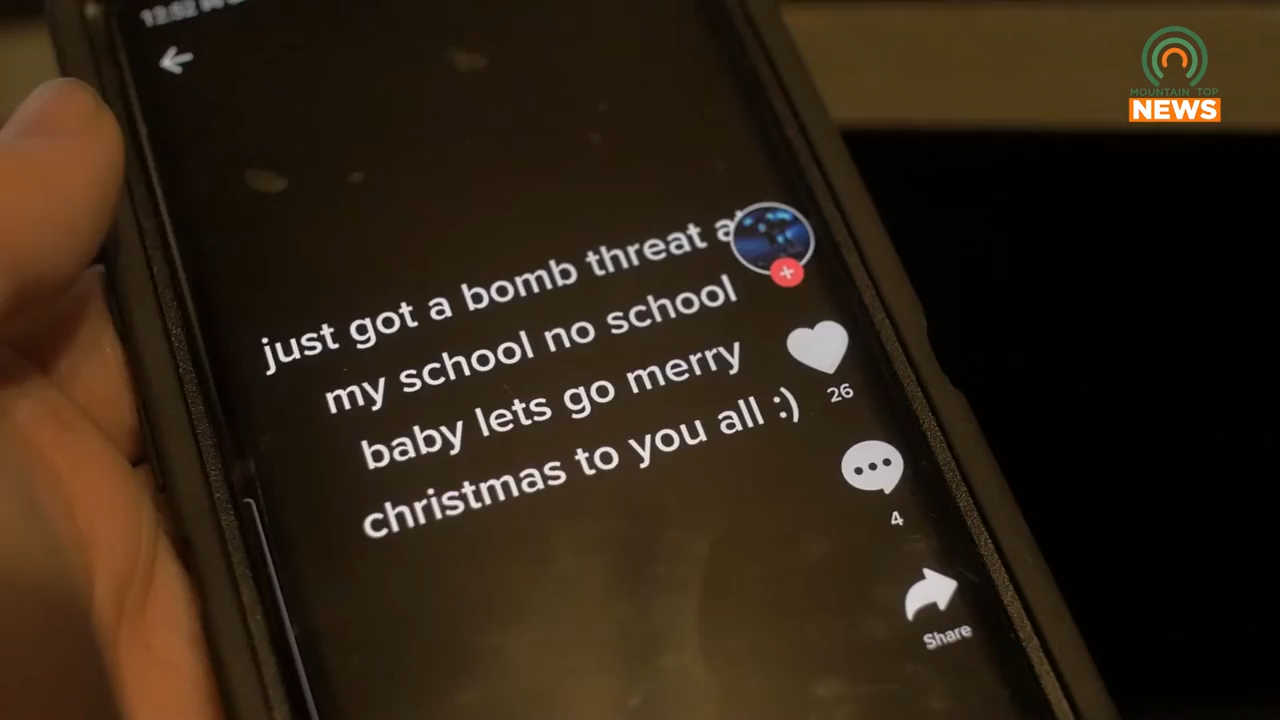 MOUNTAIN TOP
NEWS
just got a bomb threat
my school no school
baby lets go merry
christmas to you all :)
26
4
Share